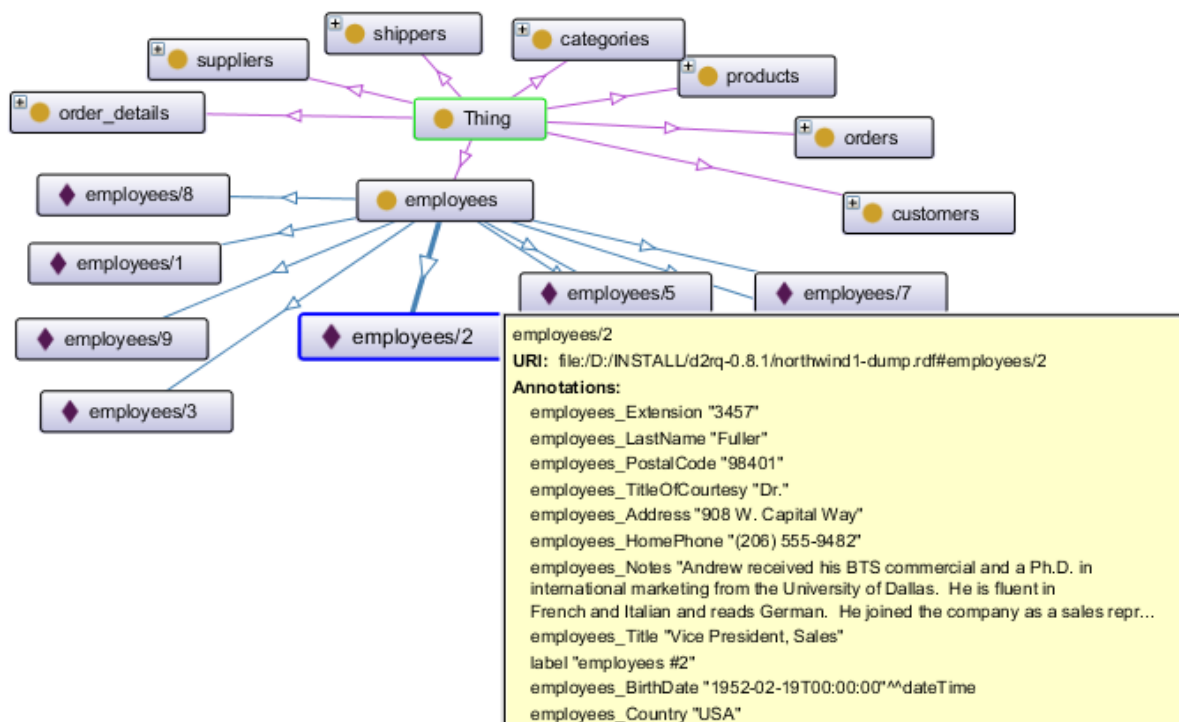 shippers
categories
suppliers
products
order_details
Thing
orders
employees/8
employees
customers
employees/1
employees/5
employees/7
employees/9
employees/2
employees/3
employees/2
URI: file:/D:/INSTALL/d2rq-0.8.1/northwind1-dump.rdf#employees/2
Annotations:
employees_Extension "3457"
employees_LastName "Fuller"
employees_PostalCode "98401"
employees_TitleOfCourtesy "Dr."
employees_Address "908 W. Capital Way"
employees_HomePhone "(206) 555-9482"
employees_Notes "Andrew received his BTS commercial and a Ph.D. in
international marketing from the University of Dallas.  He is fluent in
French and Italian and reads German.  He joined the company as a sales repr...
employees_Title "Vice President, Sales"
label "employees #2"
employees_BirthDate "1952-02-19T00:00:00"^^dateTime
employees_Country "USA"